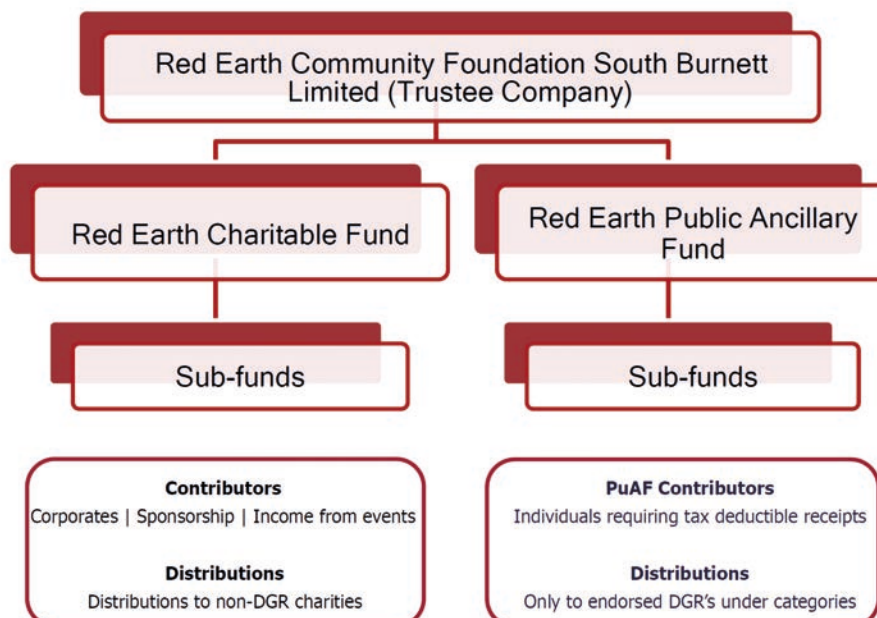 Red Earth Community Foundation South Burnett
Limited (Trustee Company)
Red Earth Charitable Fund
Red Earth Public Ancillary
Fund
Sub-funds
Sub-funds
Contributors
Corporates | Sponsorship | Income from events
Distributions
Distributions to non-DGR charities
PuAF Contributors
Individuals requiring tax deductible receipts
Distributions
Only to endorsed DGR's under categories